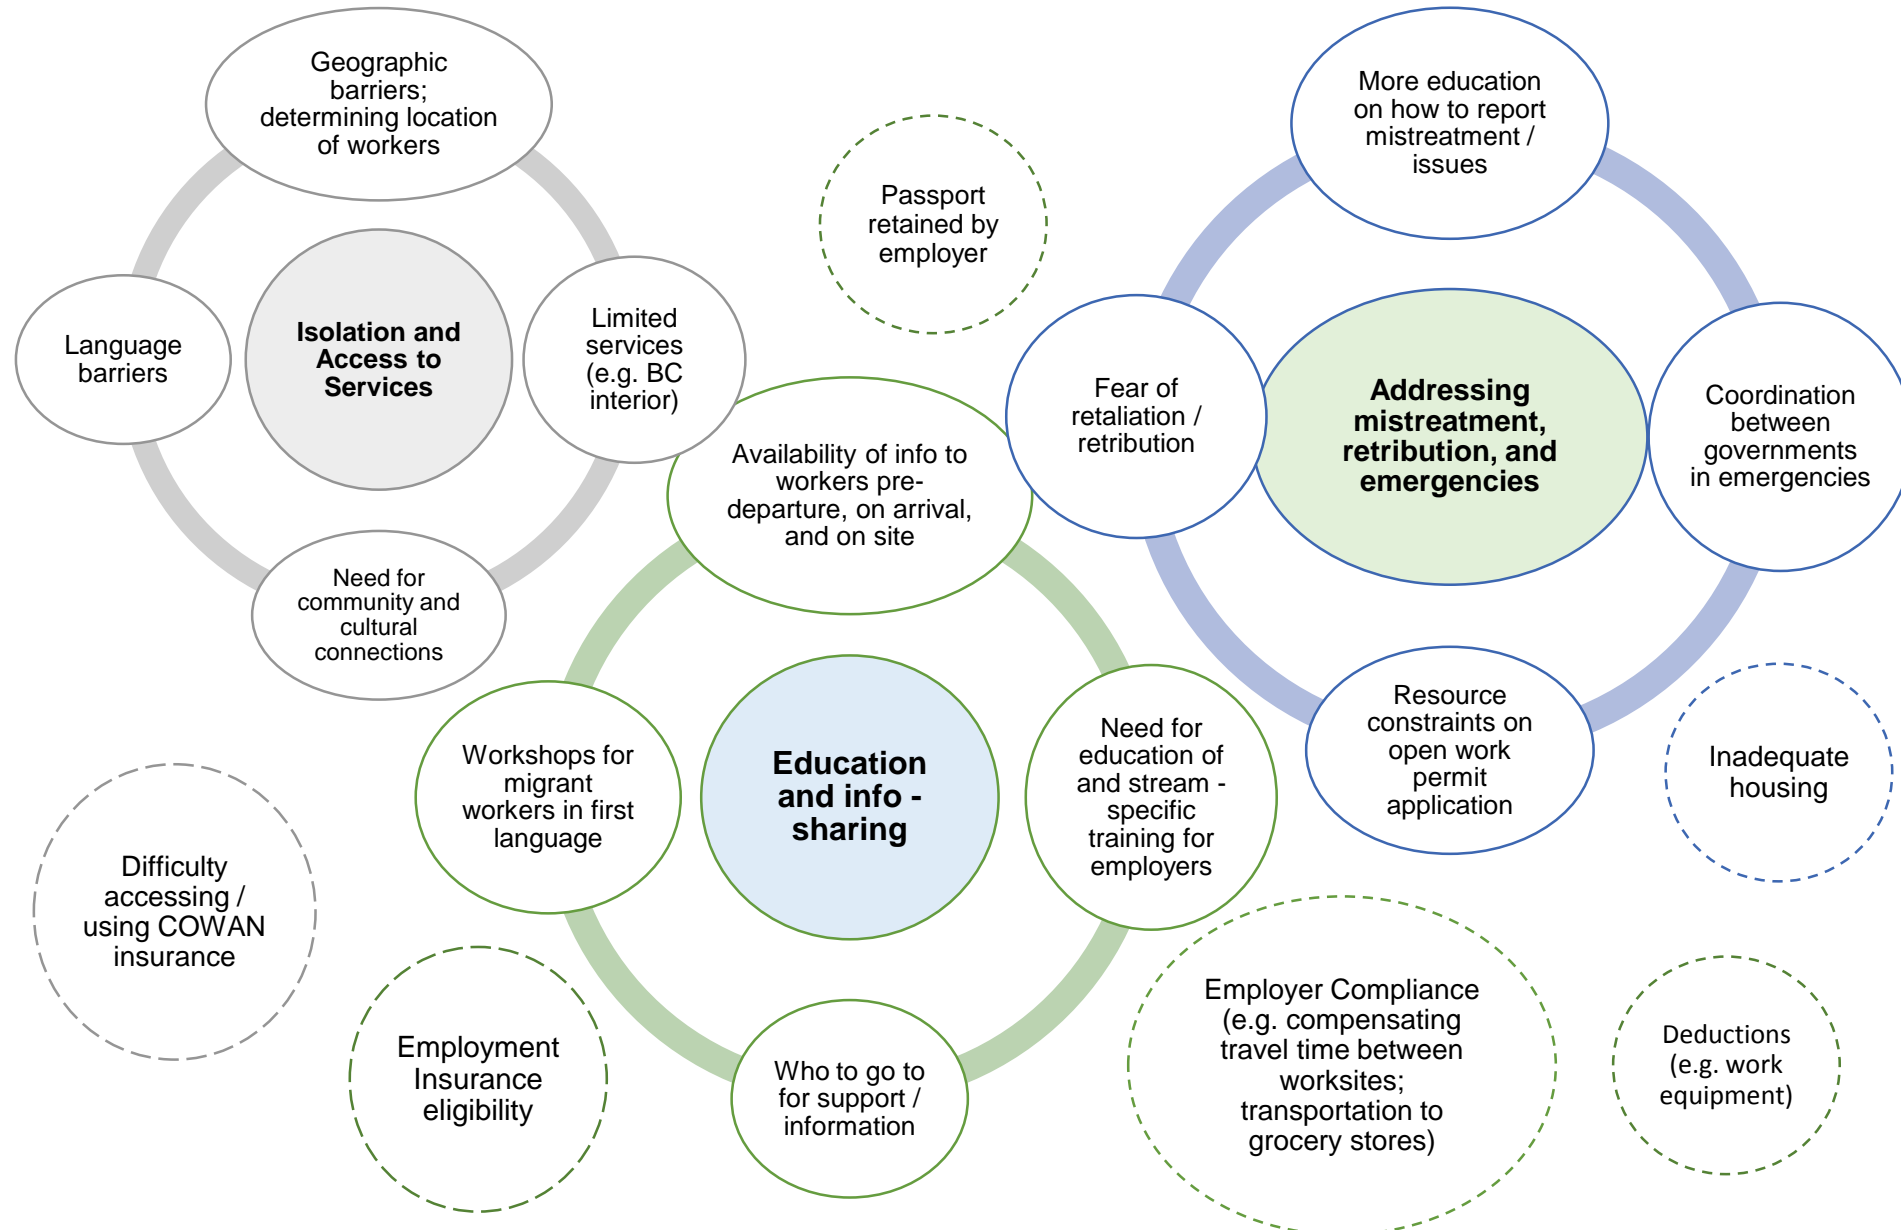 Geographic
barriers;
determining location
of workers
Language
barriers
Isolation and
Access to
Services
Limited
services
(e.g. BC
interior)
Need for
community and
cultural
connections
Passport
retained by
employer
More education
on how to report
mistreatment /
issues
Fear of
retaliation /
retribution
Addressing
mistreatment,
retribution, and
emergencies
Coordination
between
governments
in emergencies
Resource
constraints on
open work
permit
application
Availability of info to
workers pre-
departure, on arrival,
and on site
Workshops for
migrant
workers in first
language
Education
and info -
sharing
Need for
education of
and stream -
specific
training for
employers
Who to go to
for support /
information
Inadequate
housing
Difficulty
accessing /
using COWAN
insurance
Employment
Insurance
eligibility
Employer Compliance
(e.g. compensating
travel time between
worksites;
transportation to
grocery stores)
Deductions
(e.g. work
equipment)